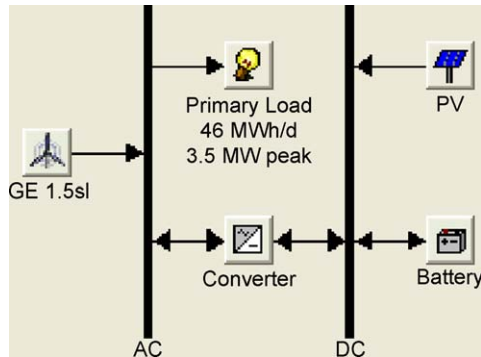 Primary Load
46 MWh/d
3.5 MW peak
PV
GE 1.5sl
Converter
Battery
AC
DC